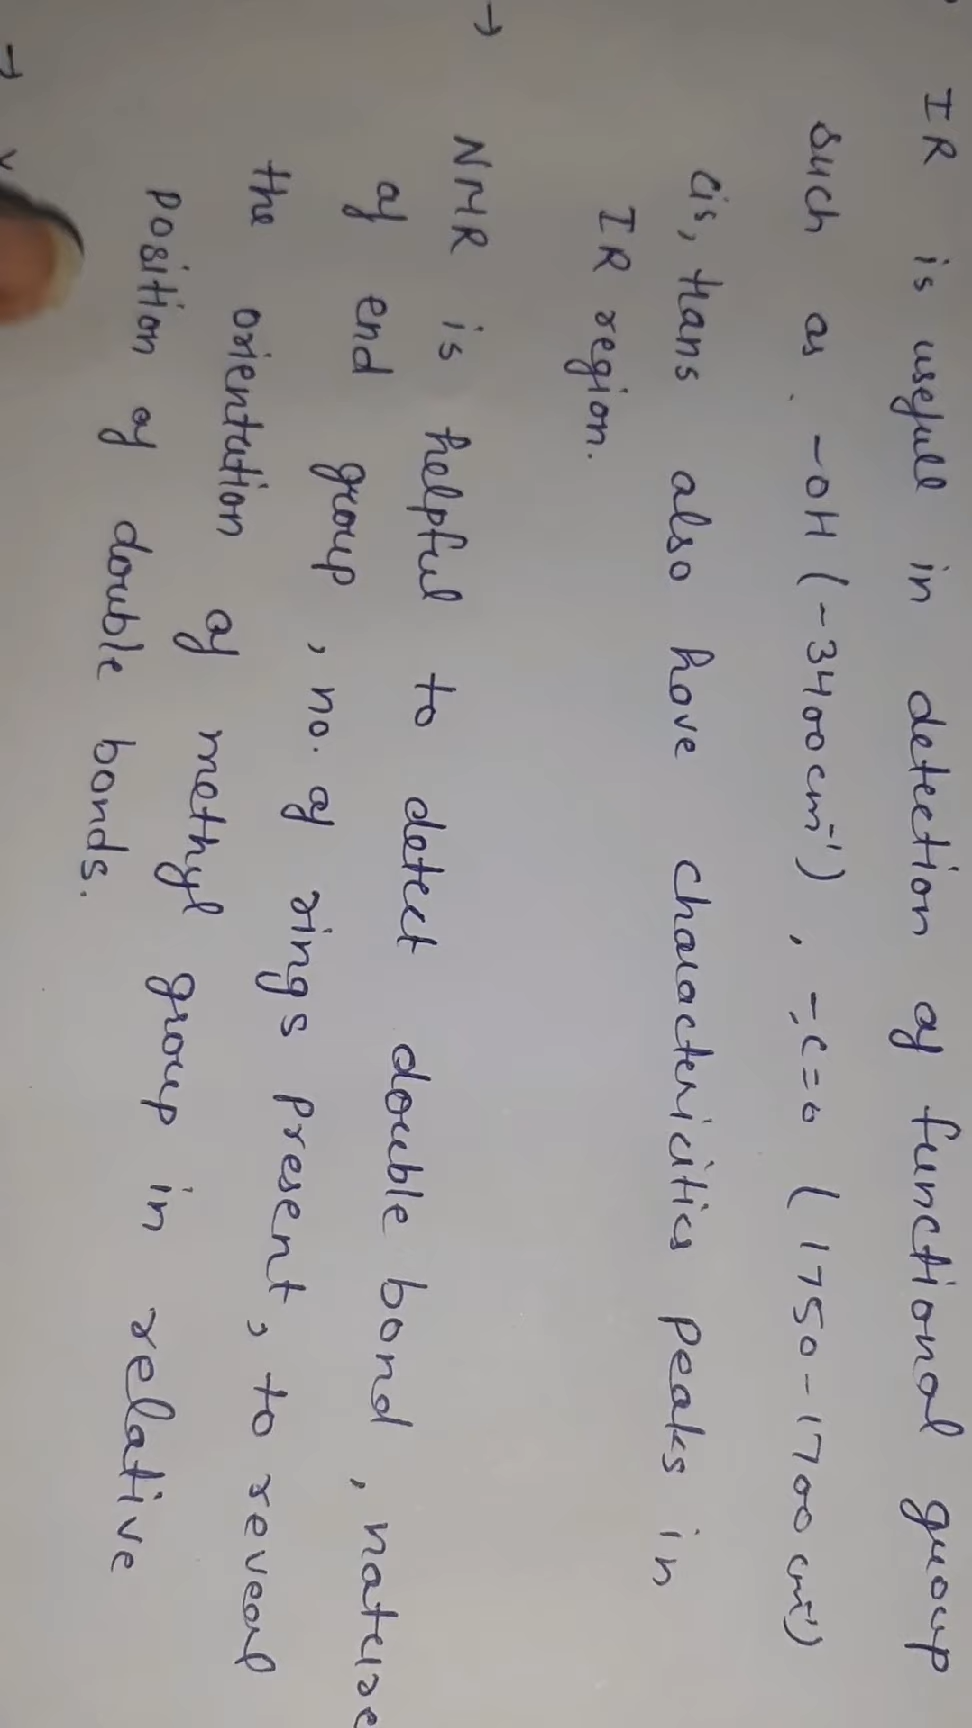 IR is usefull in detection of functional group
such as -OH (-3400cm⁻¹), -C=O (1750-1700 cm⁻¹)
cis, trans also have characteristics peaks in
IR region.
→ NMR is helpful to detect double bond, nature
of end group, no. of rings present, to reveal
the orientation of methyl group in relative
position of double bonds.
→